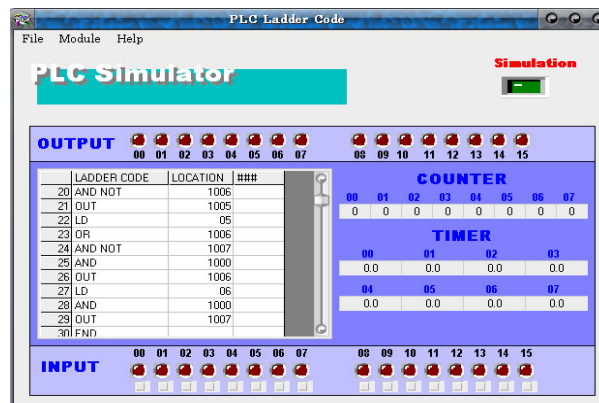 PLC Ladder Code
File Module Help
PLC Simulator
Simulation
OUTPUT
00 01 02 03 04 05 06 07 08 09 10 11 12 13 14 15
LADDER CODE LOCATION ###
20 AND NOT 1006
21 OUT 1005
22 LD 05
23 OR 1006
24 AND NOT 1007
25 AND 1000
26 OUT 1006
27 LD 06
28 AND 1000
29 OUT 1007
30 END
COUNTER
00 01 02 03 04 05 06 07
0 0 0 0 0 0 0 0
TIMER
00 01 02 03
0.0 0.0 0.0 0.0
04 05 06 07
0.0 0.0 0.0 0.0
INPUT
00 01 02 03 04 05 06 07 08 09 10 11 12 13 14 15